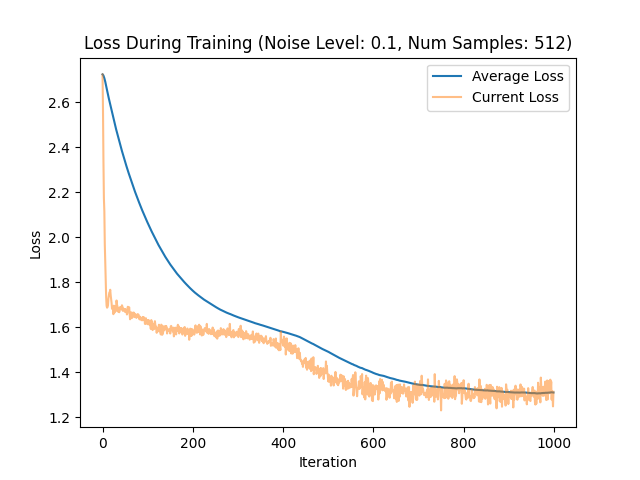 Loss During Training (Noise Level: 0.1, Num Samples: 512)
Average Loss
Current Loss
2.6
2.4
2.2
2.0
1.8
1.6
1.4
1.2
Loss
0 200 400 600 800 1000
Iteration